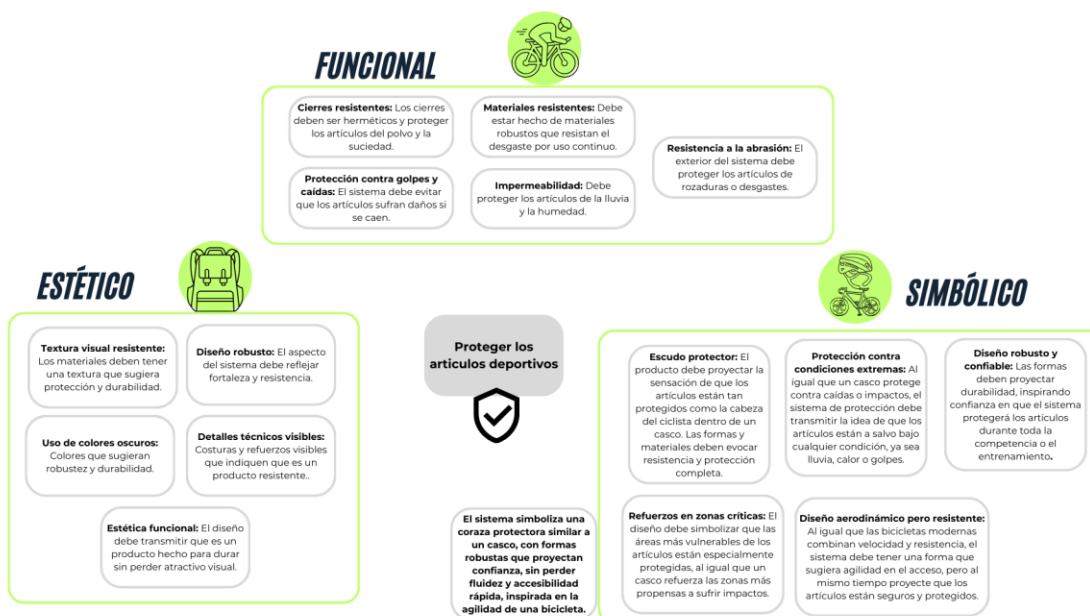 FUNCIONAL
Cierres resistentes: Los cierres
deben ser herméticos y proteger
los artículos del polvo y la
suciedad.
Materiales resistentes: Debe
estar hecho de materiales
robustos que resistan el
desgaste por uso continuo.
Resistencia a la abrasión: El
exterior del sistema debe
proteger los artículos de
rozaduras o desgastes.
Protección contra golpes y
caídas: El sistema debe evitar
que los artículos sufran daños si
se caen.
Impermeabilidad: Debe
proteger los artículos de la lluvia
y la humedad.
ESTÉTICO
Textura visual resistente:
Los materiales deben tener
una textura que sugiera
protección y durabilidad.
Diseño robusto: El aspecto
del sistema debe reflejar
fortaleza y resistencia.
Uso de colores oscuros:
Colores que sugieran
robustez y durabilidad.
Detalles técnicos visibles:
Costuras y refuerzos visibles
que indiquen que es un
producto resistente..
Estética funcional: El diseño
debe transmitir que es un
producto hecho para durar
sin perder atractivo visual.
Proteger los
articulos deportivos
El sistema simboliza una
coraza protectora similar a
un casco, con formas
robustas que proyectan
confianza, sin perder
fluidez y accesibilidad
rápida, inspirada en la
agilidad de una bicicleta.
SIMBÓLICO
Escudo protector: El
producto debe proyectar la
sensación de que los
artículos están tan
protegidos como la cabeza
del ciclista dentro de un
casco. Las formas y
materiales deben evocar
resistencia y protección
completa.
Protección contra
condiciones extremas: Al
igual que un casco protege
contra caídas o impactos, el
sistema de protección debe
transmitir la idea de que los
artículos están a salvo bajo
cualquier condición, ya sea
lluvia, calor o golpes.
Diseño robusto y
confiable: Las formas
deben proyectar
durabilidad, inspirando
confianza en que el sistema
protegerá los artículos
durante toda la
competencia o el
entrenamiento.
Refuerzos en zonas críticas: El
diseño debe simbolizar que las
áreas más vulnerables de los
artículos están especialmente
protegidas, al igual que un
casco refuerza las zonas más
propensas a sufrir impactos.
Diseño aerodinámico pero resistente:
Al igual que las bicicletas modernas
combinan velocidad y resistencia, el
sistema debe tener una forma que
sugiera agilidad en el acceso, pero al
mismo tiempo proyecte que los
artículos están seguros y protegidos.